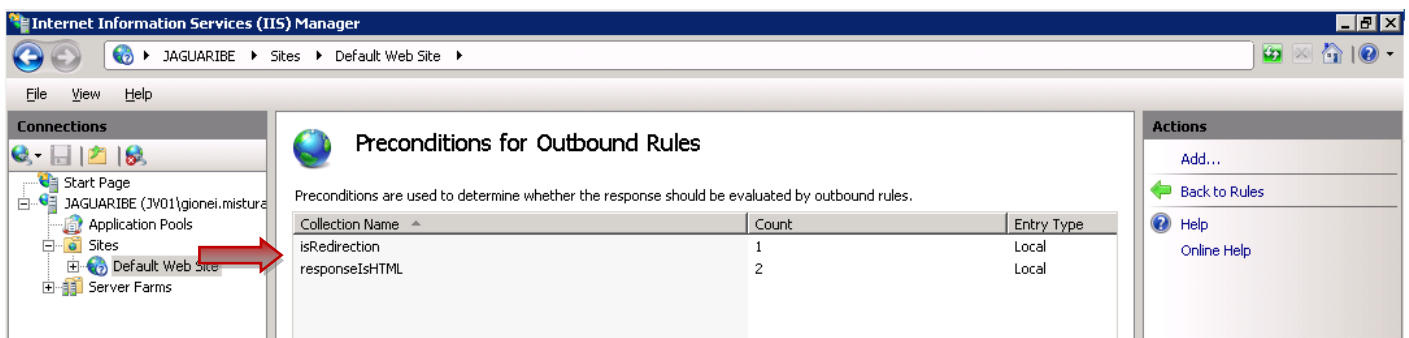 Internet Information Services (IIS) Manager
JAGUARIBE Sites Default Web Site
File View Help
Connections
Start Page
JAGUARIBE (JV01\gionei.mistura
Application Pools
Sites
Default Web Site
Server Farms
Preconditions for Outbound Rules
Preconditions are used to determine whether the response should be evaluated by outbound rules.
Collection Name Count Entry Type
isRedirection 1 Local
responseIsHTML 2 Local
Actions
Add...
Back to Rules
Help
Online Help